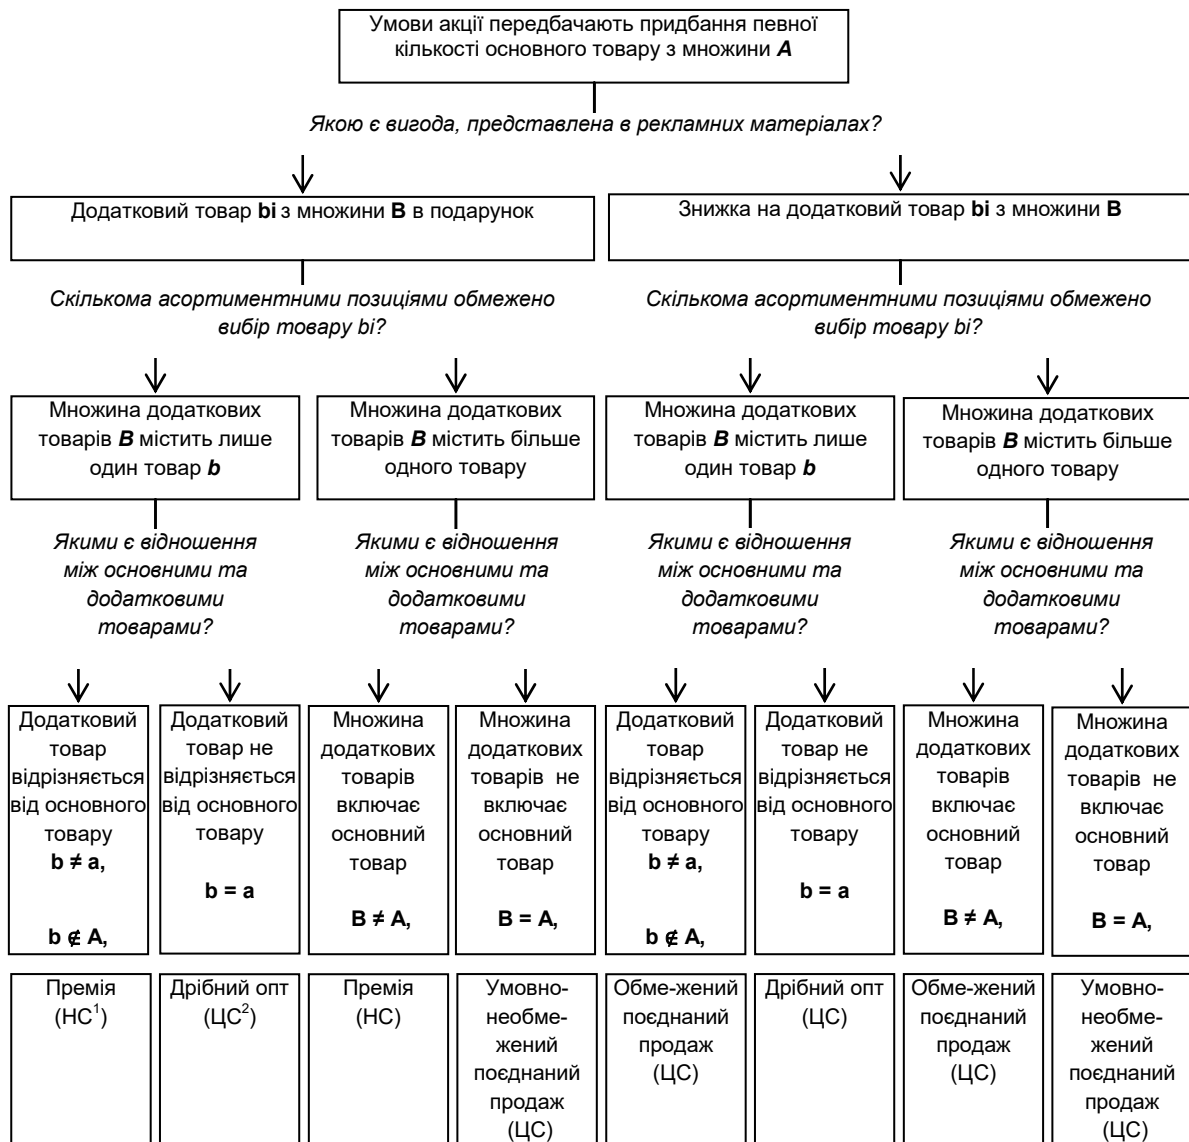 Умови акції передбачають придбання певної
кількості основного товару з множини A
Якою є вигода, представлена в рекламних матеріалах?
Додатковий товар bi з множини B в подарунок
Знижка на додатковий товар bi з множини B
Скількома асортиментними позиціями обмежено
вибір товару bi?
Скількома асортиментними позиціями обмежено
вибір товару bi?
Множина додаткових
товарів B містить лише
один товар b
Множина додаткових
товарів B містить більше
одного товару
Множина додаткових
товарів B містить лише
один товар b
Множина додаткових
товарів B містить більше
одного товару
Якими є відношення
між основними та
додатковими
товарами?
Якими є відношення
між основними та
додатковими
товарами?
Якими є відношення
між основними та
додатковими
товарами?
Якими є відношення
між основними та
додатковими
товарами?
Додатковий
товар
відрізняється
від основного
товару
b ≠ a,
b ∉ A,
Додатковий
товар не
відрізняється
від основного
товару
b = a
Множина
додаткових
товарів
включає
основний
товар
B ≠ A,
Множина
додаткових
товарів не
включає
основний
товар
B = A,
Додатковий
товар
відрізняється
від основного
товару
b ≠ a,
b ∉ A,
Додатковий
товар не
відрізняється
від основного
товару
b = a
Множина
додаткових
товарів
включає
основний
товар
B ≠ A,
Множина
додаткових
товарів не
включає
основний
товар
B = A,
Премія
(НС¹)
Дрібний опт
(ЦС²)
Премія
(НС)
Умовно-
необме-
жений
поєднаний
продаж
(ЦС)
Обме-жений
поєднаний
продаж
(ЦС)
Дрібний опт
(ЦС)
Обме-жений
поєднаний
продаж
(ЦС)
Умовно-
необме-
жений
поєднаний
продаж
(ЦС)